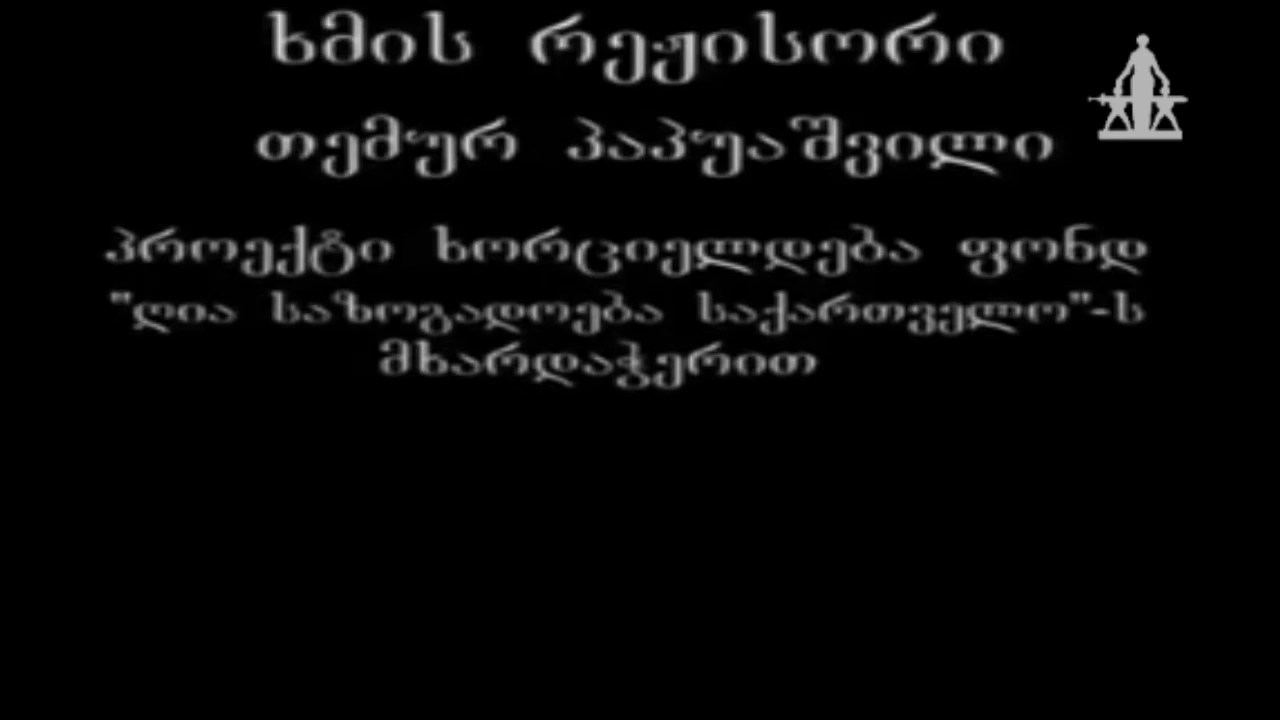 ხმის რეჟისორი
თემურ პაპუაშვილი
პროექტი ხორციელდება ფონდ
"ღია საზოგადოება საქართველო"-ს
მხარდაჭერით